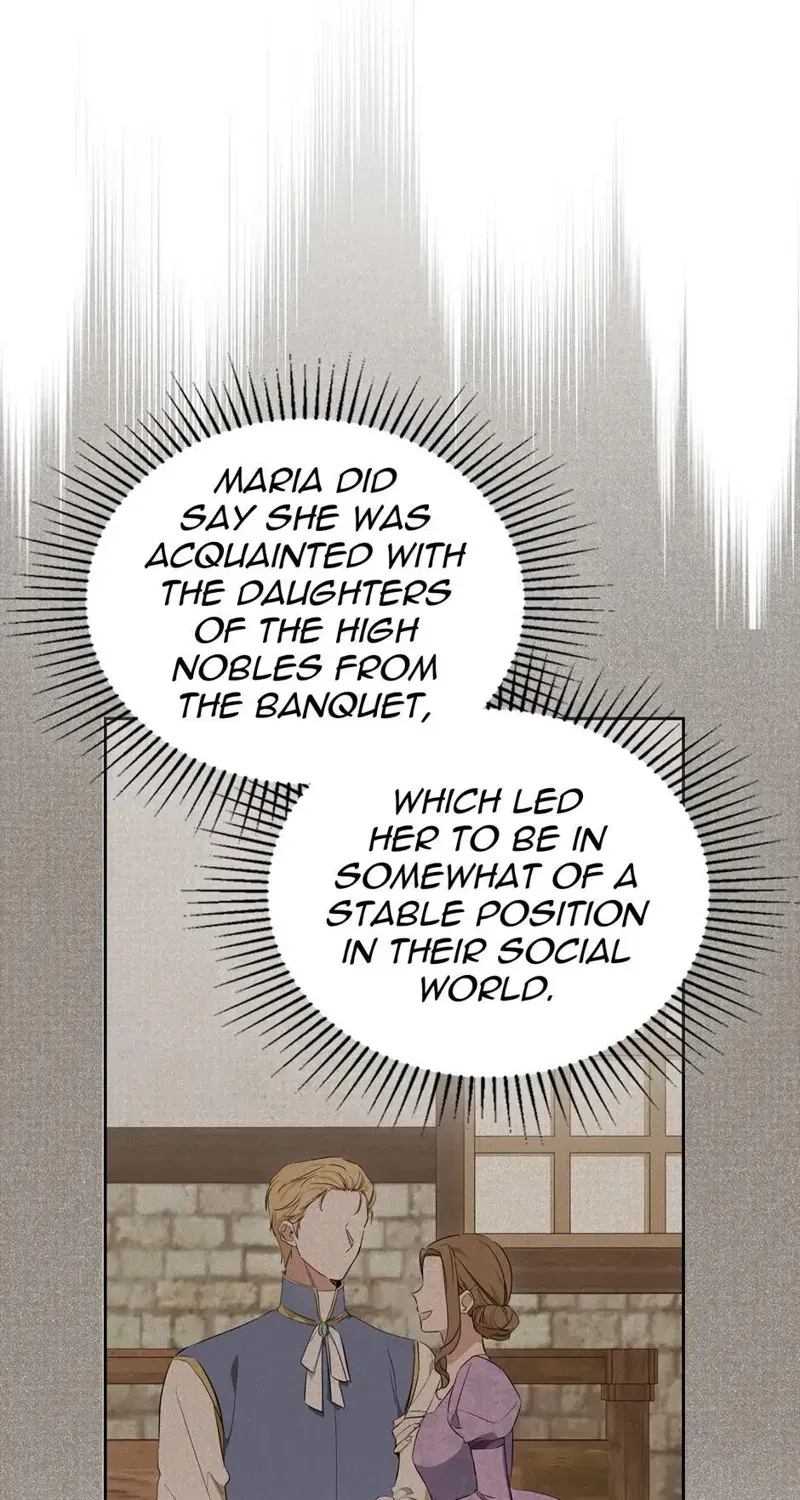 MARIA DID
SAY SHE WAS
ACQUAINTED WITH
THE DAUGHTERS
OF THE HIGH
NOBLES FROM
THE BANQUET,
WHICH LED
HER TO BE IN
SOMEWHAT OF A
STABLE POSITION
IN THEIR SOCIAL
WORLD.